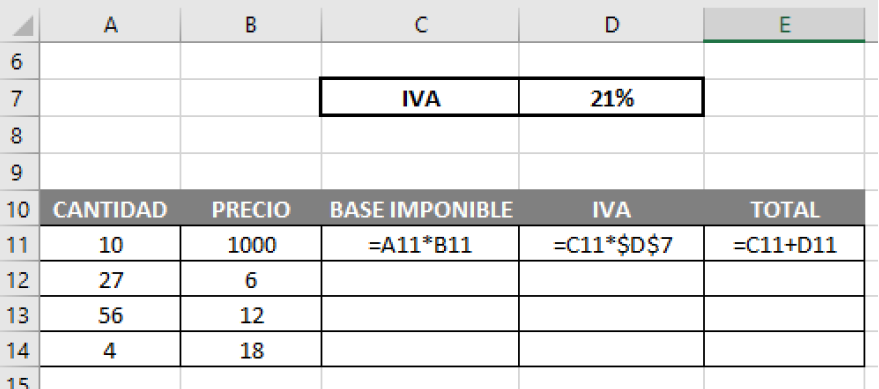 A B C D E
6
7 IVA 21%
8
9
10 CANTIDAD PRECIO BASE IMPONIBLE IVA TOTAL
11 10 1000 =A11*B11 =C11*$D$7 =C11+D11
12 27 6
13 56 12
14 4 18
15